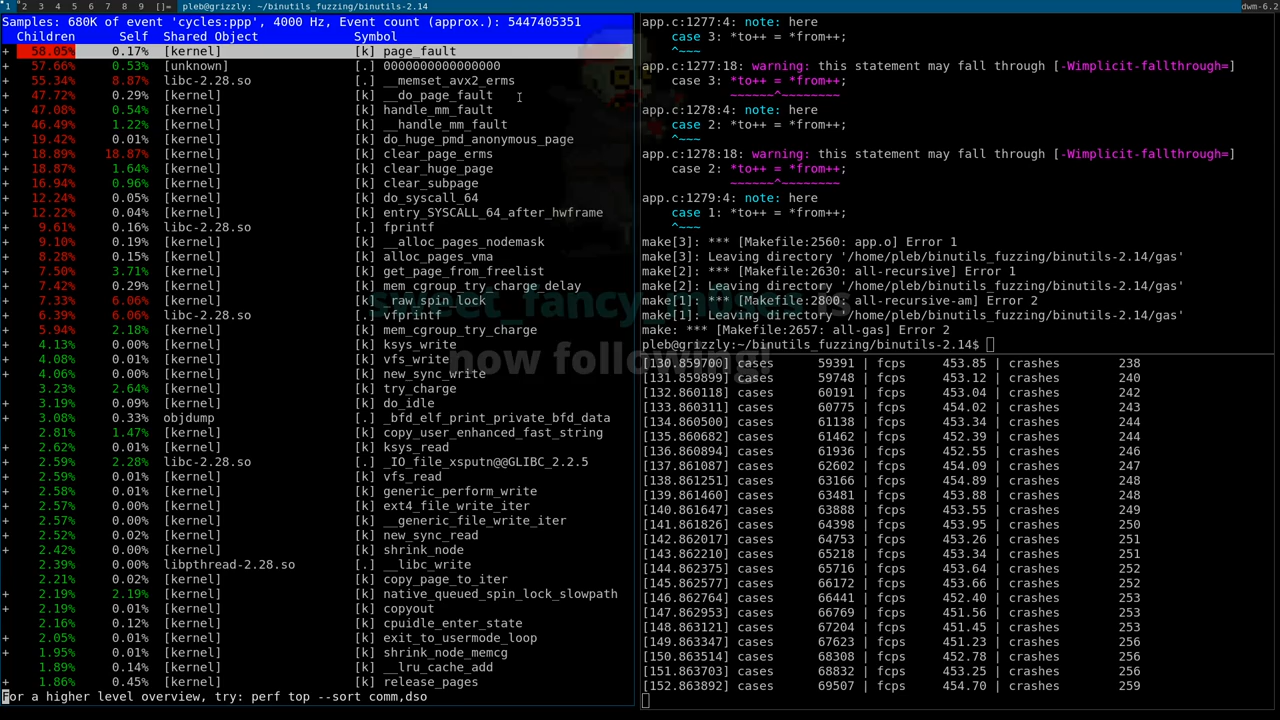 1 2 3 4 5 6 7 8 9 []= pleb@grizzly: ~/binutils_fuzzing/binutils-2.14 dwm-6.2
Samples: 680K of event 'cycles:ppp', 4000 Hz, Event count (approx.): 5447405351
Children Self Shared Object Symbol
+ 58.05% 0.17% [kernel] [k] page_fault
+ 57.66% 0.53% [unknown] [.] 0000000000000000
+ 55.34% 8.87% libc-2.28.so [.] __memset_avx2_erms
+ 47.72% 0.29% [kernel] [k] __do_page_fault
+ 47.08% 0.54% [kernel] [k] handle_mm_fault
+ 46.49% 1.22% [kernel] [k] __handle_mm_fault
+ 19.42% 0.01% [kernel] [k] do_huge_pmd_anonymous_page
+ 18.89% 18.87% [kernel] [k] clear_page_erms
+ 18.87% 1.64% [kernel] [k] clear_huge_page
+ 16.94% 0.96% [kernel] [k] clear_subpage
+ 12.24% 0.05% [kernel] [k] do_syscall_64
+ 12.22% 0.04% [kernel] [k] entry_SYSCALL_64_after_hwframe
+ 9.61% 0.16% libc-2.28.so [.] fprintf
+ 9.10% 0.19% [kernel] [k] __alloc_pages_nodemask
+ 8.28% 0.15% [kernel] [k] alloc_pages_vma
+ 7.50% 3.71% [kernel] [k] get_page_from_freelist
+ 7.42% 0.29% [kernel] [k] mem_cgroup_try_charge_delay
+ 7.33% 6.06% [kernel] [k] _raw_spin_lock
+ 6.39% 6.06% libc-2.28.so [.] vfprintf
+ 5.94% 2.18% [kernel] [k] mem_cgroup_try_charge
+ 4.13% 0.00% [kernel] [k] ksys_write
+ 4.08% 0.01% [kernel] [k] vfs_write
+ 4.06% 0.00% [kernel] [k] new_sync_write
+ 3.23% 2.64% [kernel] [k] try_charge
+ 3.19% 0.09% [kernel] [k] do_idle
+ 3.08% 0.33% objdump [.] _bfd_elf_print_private_bfd_data
2.81% 1.47% [kernel] [k] copy_user_enhanced_fast_string
+ 2.62% 0.01% [kernel] [k] ksys_read
+ 2.59% 2.28% libc-2.28.so [.] _IO_file_xsputn@@GLIBC_2.2.5
+ 2.59% 0.01% [kernel] [k] vfs_read
+ 2.58% 0.01% [kernel] [k] generic_perform_write
+ 2.57% 0.00% [kernel] [k] ext4_file_write_iter
+ 2.57% 0.00% [kernel] [k] __generic_file_write_iter
+ 2.52% 0.02% [kernel] [k] new_sync_read
+ 2.42% 0.00% [kernel] [k] shrink_node
2.39% 0.00% libpthread-2.28.so [.] __libc_write
+ 2.21% 0.02% [kernel] [k] copy_page_to_iter
+ 2.19% 2.19% [kernel] [k] native_queued_spin_lock_slowpath
+ 2.19% 0.01% [kernel] [k] copyout
2.16% 0.12% [kernel] [k] cpuidle_enter_state
+ 2.05% 0.01% [kernel] [k] exit_to_usermode_loop
+ 1.95% 0.01% [kernel] [k] shrink_node_memcg
1.89% 0.14% [kernel] [k] __lru_cache_add
+ 1.86% 0.45% [kernel] [k] release_pages
For a higher level overview, try: perf top --sort comm,dso
app.c:1277:4: note: here
case 3: *to++ = *from++;
^~~~
app.c:1277:18: warning: this statement may fall through [-Wimplicit-fallthrough=]
case 3: *to++ = *from++;
~~~~~~^~~~~~~~~
app.c:1278:4: note: here
case 2: *to++ = *from++;
^~~~
app.c:1278:18: warning: this statement may fall through [-Wimplicit-fallthrough=]
case 2: *to++ = *from++;
~~~~~~^~~~~~~~~
app.c:1279:4: note: here
case 1: *to++ = *from++;
^~~~
make[3]: *** [Makefile:2560: app.o] Error 1
make[3]: Leaving directory '/home/pleb/binutils_fuzzing/binutils-2.14/gas'
make[2]: *** [Makefile:2630: all-recursive] Error 1
make[2]: Leaving directory '/home/pleb/binutils_fuzzing/binutils-2.14/gas'
make[1]: *** [Makefile:2800: all-recursive-am] Error 2
make[1]: Leaving directory '/home/pleb/binutils_fuzzing/binutils-2.14/gas'
make: *** [Makefile:2657: all-gas] Error 2
pleb@grizzly:~/binutils_fuzzing/binutils-2.14$
[130.859700] cases 59391 | fcps 453.85 | crashes 238
[131.859899] cases 59748 | fcps 453.12 | crashes 240
[132.860118] cases 60191 | fcps 453.04 | crashes 242
[133.860311] cases 60775 | fcps 454.02 | crashes 243
[134.860500] cases 61138 | fcps 453.34 | crashes 244
[135.860682] cases 61462 | fcps 452.39 | crashes 244
[136.860894] cases 61936 | fcps 452.55 | crashes 246
[137.861087] cases 62602 | fcps 454.09 | crashes 247
[138.861251] cases 63166 | fcps 454.89 | crashes 248
[139.861460] cases 63481 | fcps 453.88 | crashes 248
[140.861647] cases 63888 | fcps 453.55 | crashes 249
[141.861826] cases 64398 | fcps 453.95 | crashes 250
[142.862017] cases 64753 | fcps 453.26 | crashes 251
[143.862210] cases 65218 | fcps 453.34 | crashes 251
[144.862375] cases 65716 | fcps 453.64 | crashes 252
[145.862577] cases 66172 | fcps 453.66 | crashes 252
[146.862764] cases 66441 | fcps 452.40 | crashes 253
[147.862953] cases 66769 | fcps 451.56 | crashes 253
[148.863121] cases 67204 | fcps 451.45 | crashes 253
[149.863347] cases 67623 | fcps 451.23 | crashes 256
[150.863514] cases 68308 | fcps 452.78 | crashes 256
[151.863703] cases 68832 | fcps 453.25 | crashes 256
[152.863892] cases 69507 | fcps 454.70 | crashes 259
is
now following!